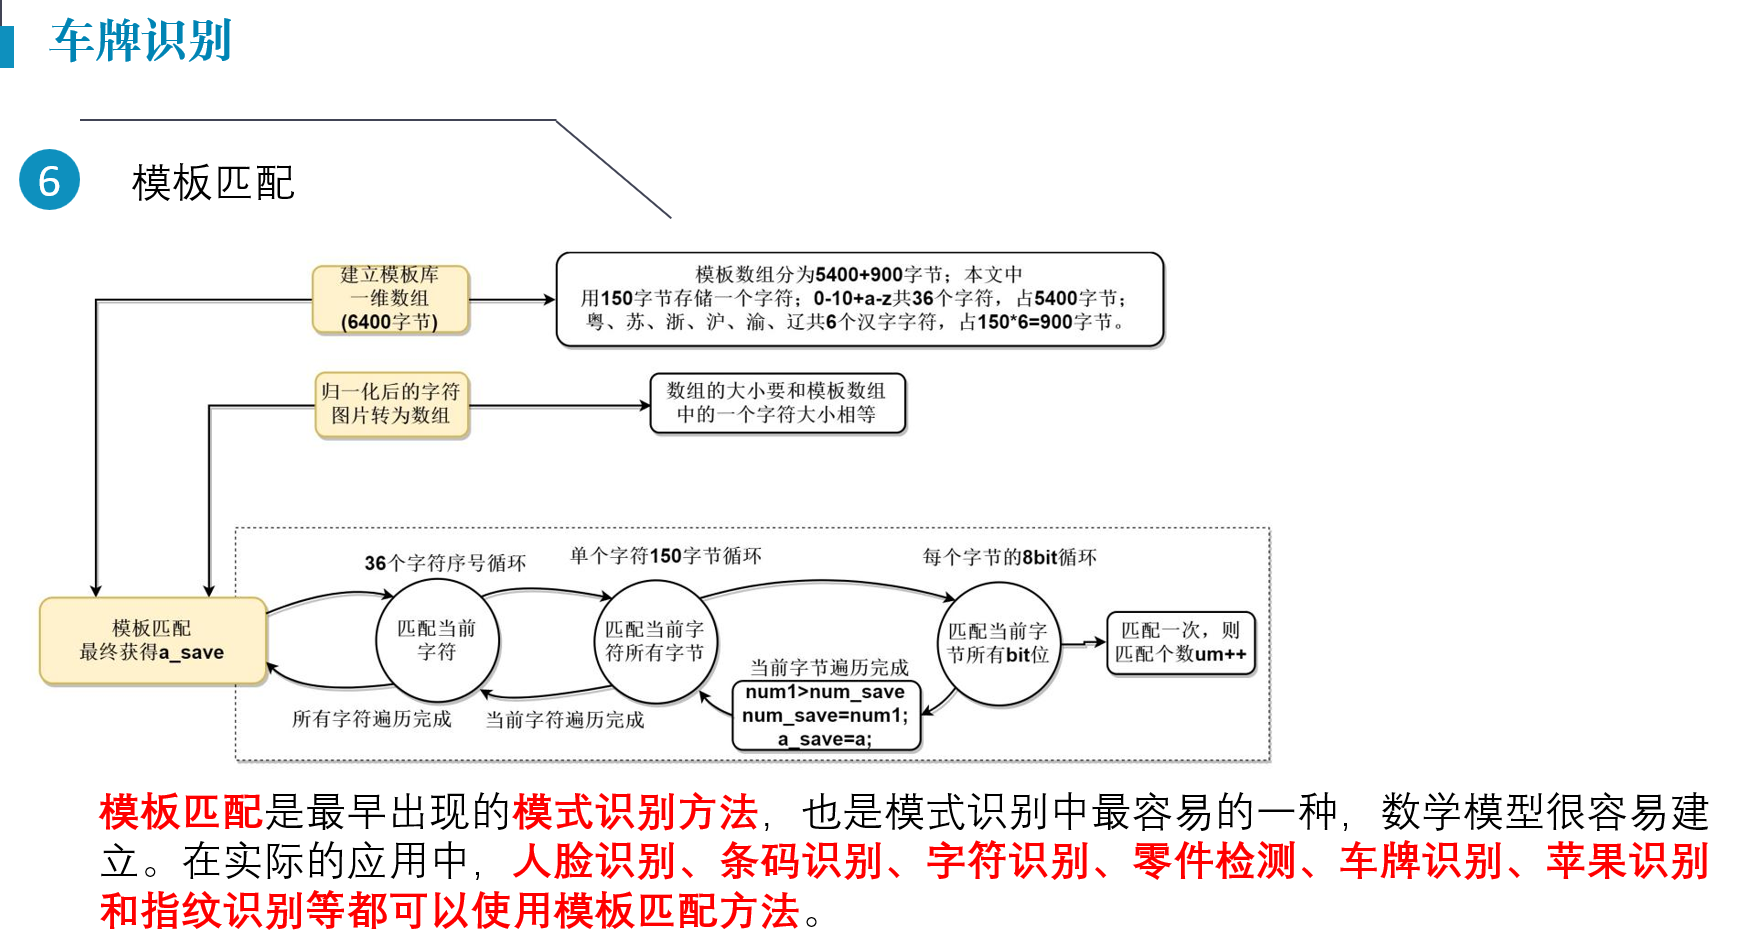 车牌识别
6
模板匹配
建立模板库
一维数组
(6400字节)
模板数组分为5400+900字节；本文中
用150字节存储一个字符；0-10+a-z共36个字符，占5400字节；
粤、苏、浙、沪、渝、辽共6个汉字字符，占150*6=900字节。
归一化后的字符
图片转为数组
数组的大小要和模板数组
中的一个字符大小相等
36个字符序号循环
单个字符150字节循环
每个字节的8bit循环
模板匹配
最终获得a_save
匹配当前
字符
匹配当前字
符所有字节
匹配当前字
节所有bit位
匹配一次，则
匹配个数um++
当前字节遍历完成
num1>num_save
num_save=num1;
a_save=a;
所有字符遍历完成
当前字符遍历完成
模板匹配是最早出现的模式识别方法，也是模式识别中最容易的一种，数学模型很容易建
立。在实际的应用中，人脸识别、条码识别、字符识别、零件检测、车牌识别、苹果识别
和指纹识别等都可以使用模板匹配方法。